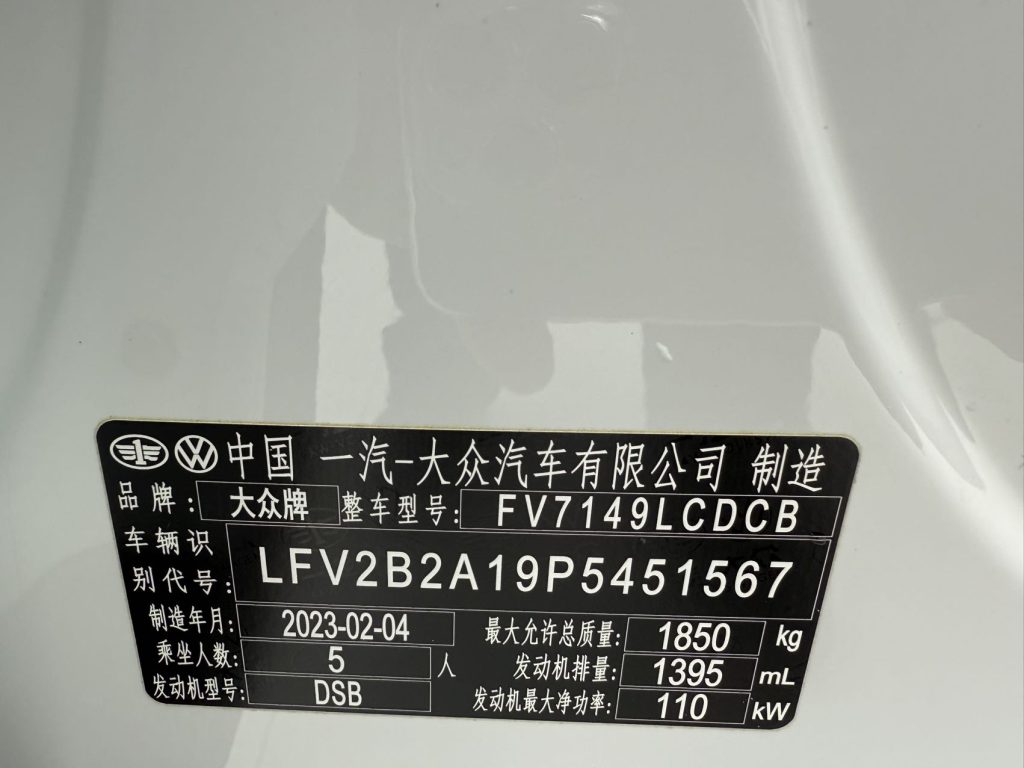 中国 一汽-大众汽车有限公司 制造
品牌: 大众牌 整车型号: FV7149LCDCB
车辆识别代号: LFV2B2A19P5451567
制造年月: 2023-02-04 最大允许总质量: 1850 kg
乘坐人数: 5 人 发动机排量: 1395 mL
发动机型号: DSB 发动机最大净功率: 110 kW